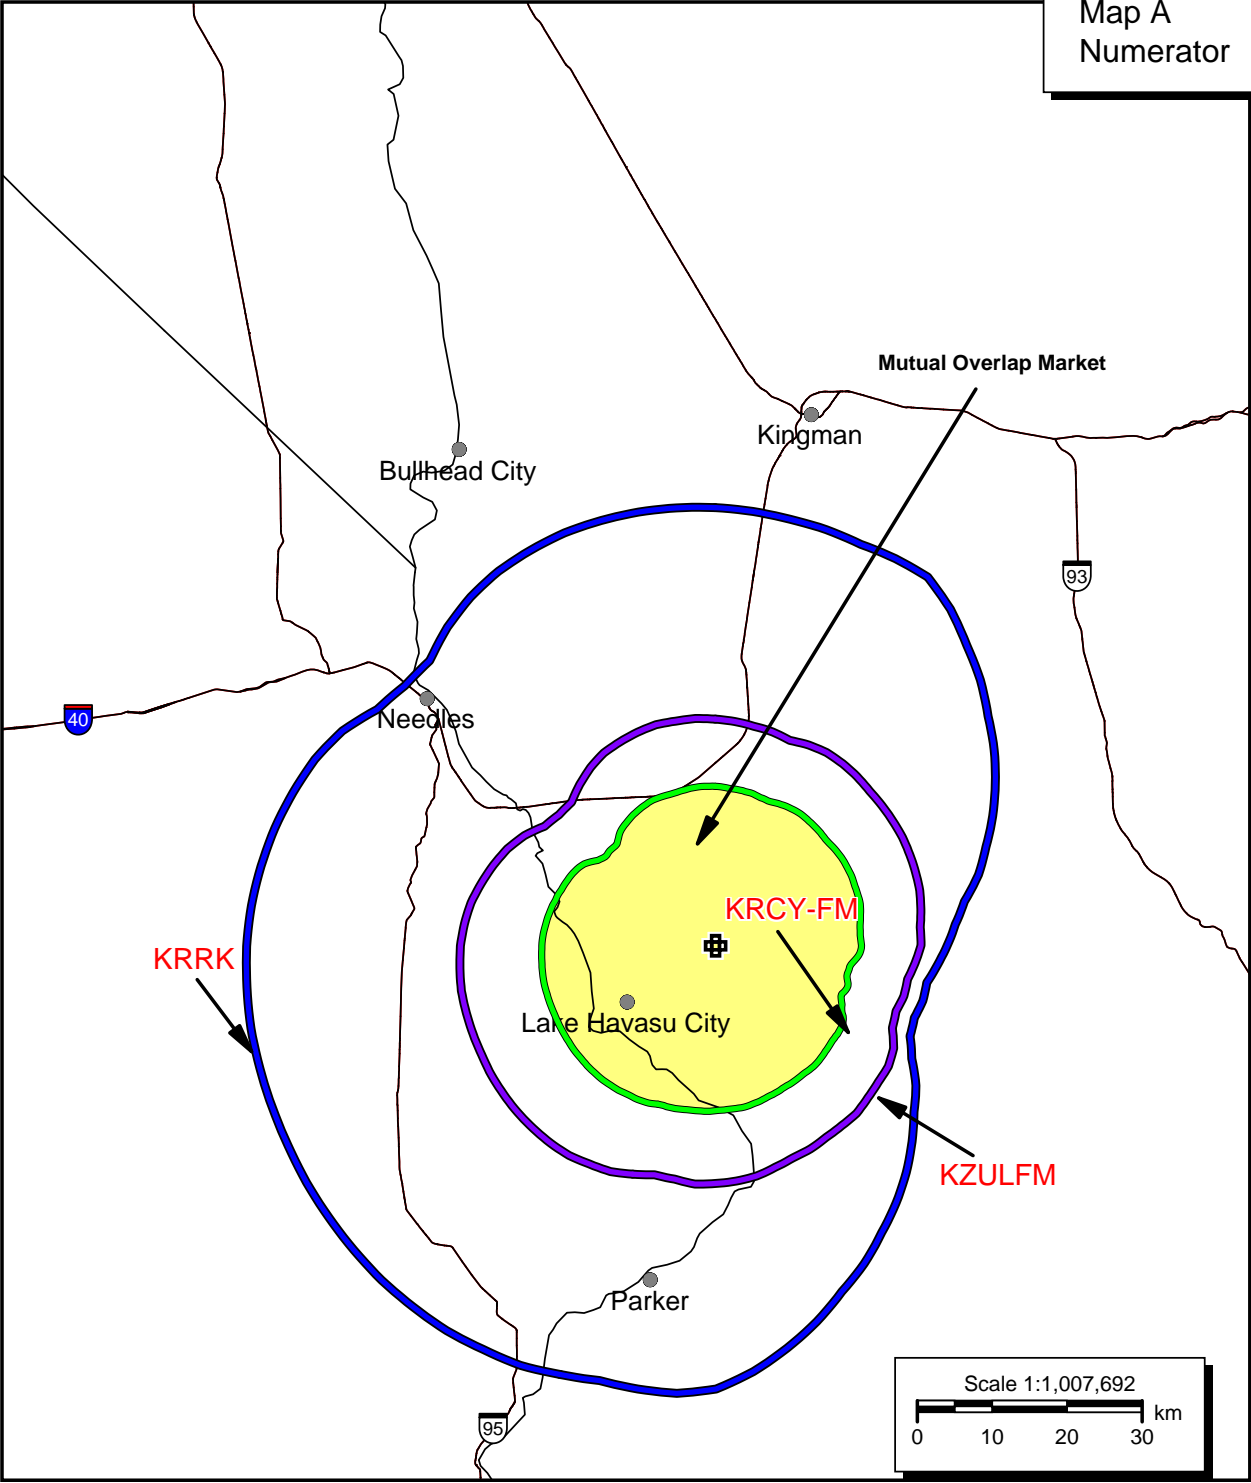 Map A
Numerator
Mutual Overlap Market
Kingman
Bullhead City
93
40
Needles
KRCY-FM
KRRK
Lake Havasu City
KZULFM
Parker
Scale 1:1,007,692
km
0 10 20 30
95